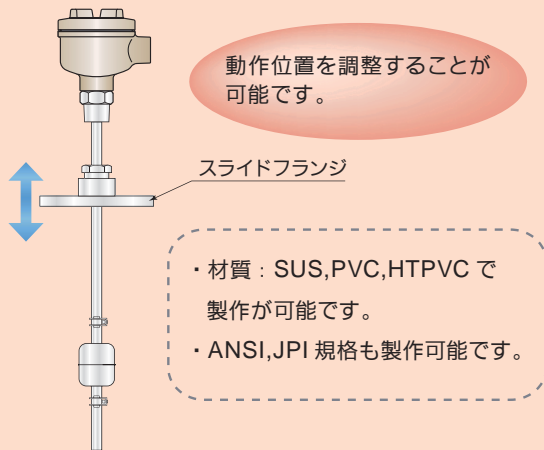 動作位置を調整することが
可能です。
スライドフランジ
・材質：SUS,PVC,HTPVC で
製作が可能です。
・ANSI,JPI 規格も製作可能です。